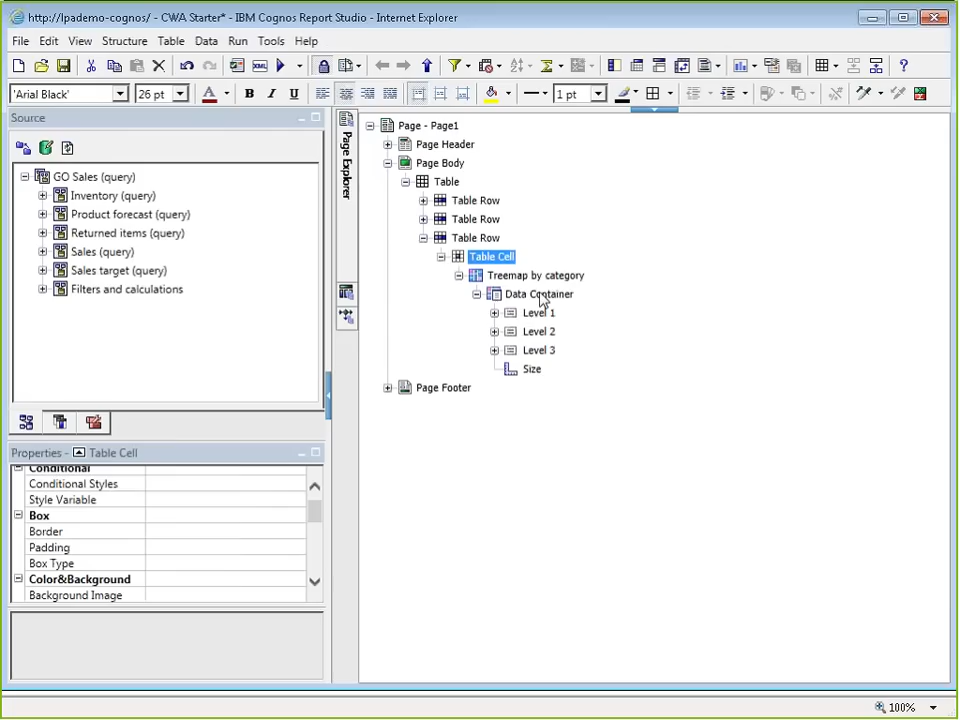 http://lpademo-cognos/ - CWA Starter* - IBM Cognos Report Studio - Internet Explorer
File Edit View Structure Table Data Run Tools Help
XML ?
'Arial Black' 26 pt A B I U 1 pt
Source
GO Sales (query)
Inventory (query)
Product forecast (query)
Returned items (query)
Sales (query)
Sales target (query)
Filters and calculations
Properties - Table Cell
Conditional
Conditional Styles
Style Variable
Box
Border
Padding
Box Type
Color&Background
Background Image
Page Explorer
Page - Page1
Page Header
Page Body
Table
Table Row
Table Row
Table Row
Table Cell
Treemap by category
Data Container
Level 1
Level 2
Level 3
Size
Page Footer
100%